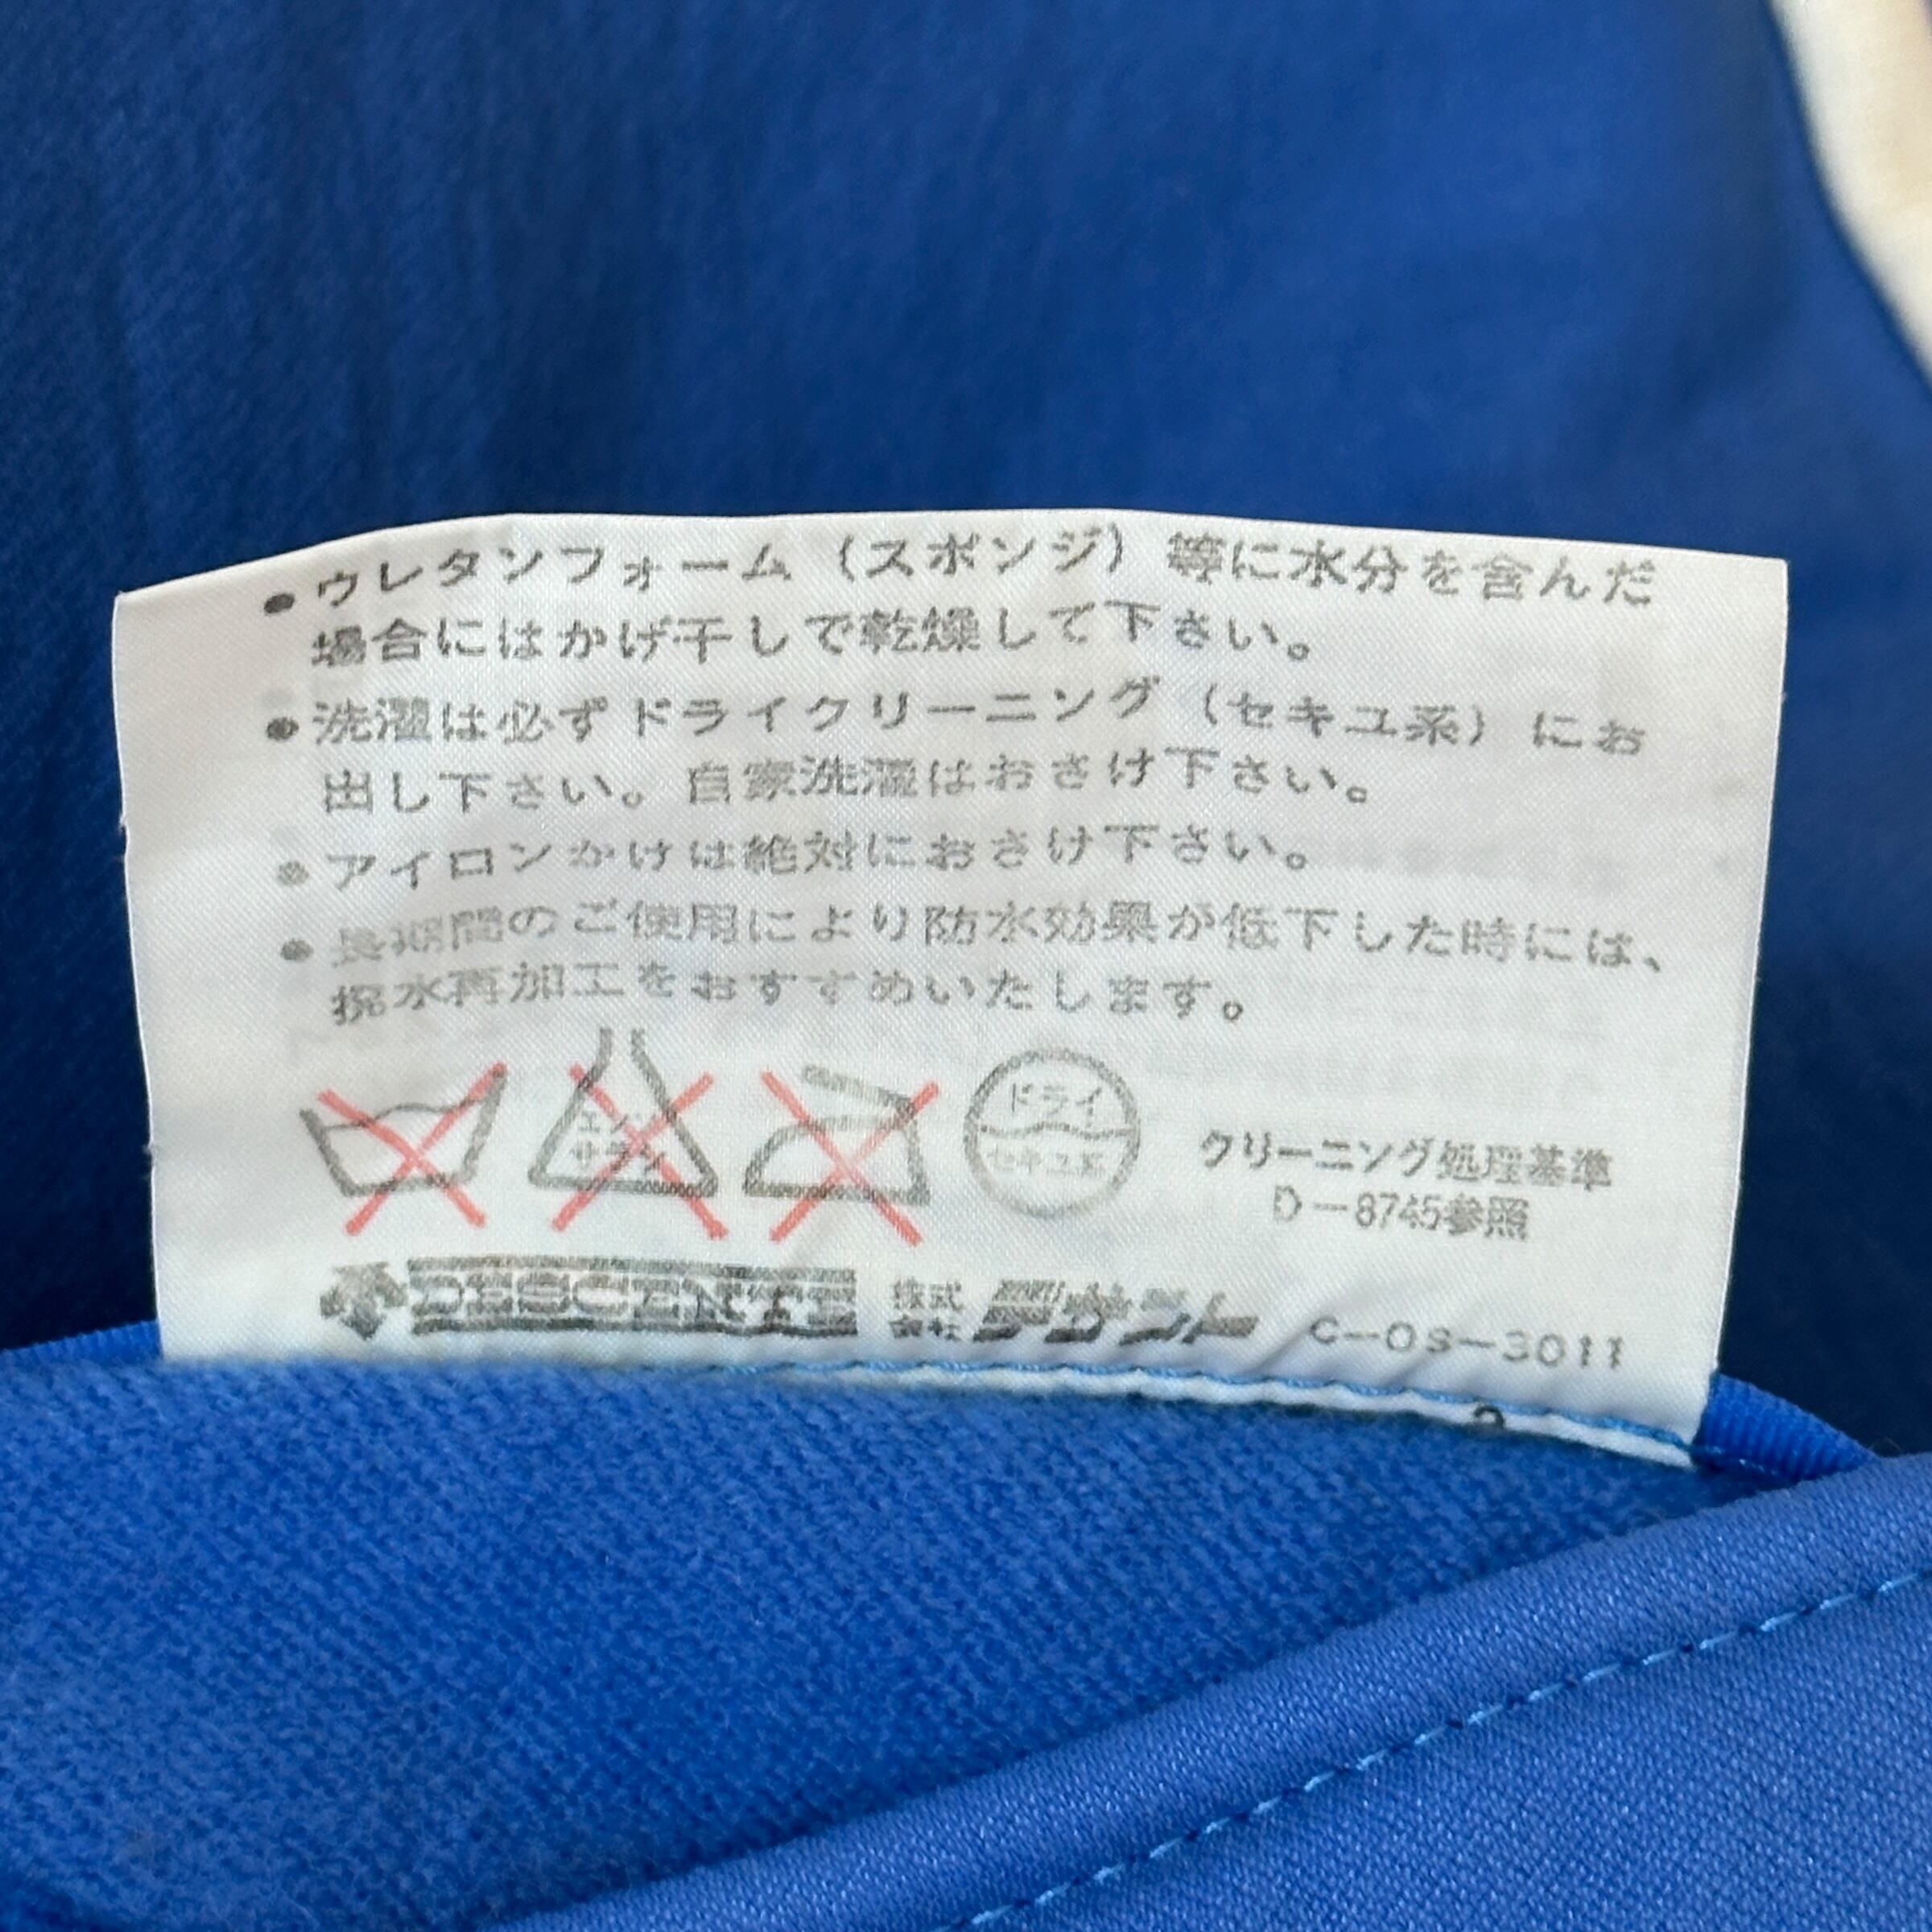 ● ウレタンフォーム（スポンジ）等に水分を含んだ
場合にはかげ干しで乾燥して下さい。
● 洗濯は必ずドライクリーニング（セキユ系）にお
出し下さい。自家洗濯はおさけ下さい。
● アイロンかけは絶対におさけ下さい。
● 長期間のご使用により防水効果が低下した時には、
撥水再加工をおすすめいたします。
エンソ
サラシ
ドライ
セキユ系
クリーニング処理基準
D-8745参照
DESCENTE 株式会社 デサント C-OS-3011